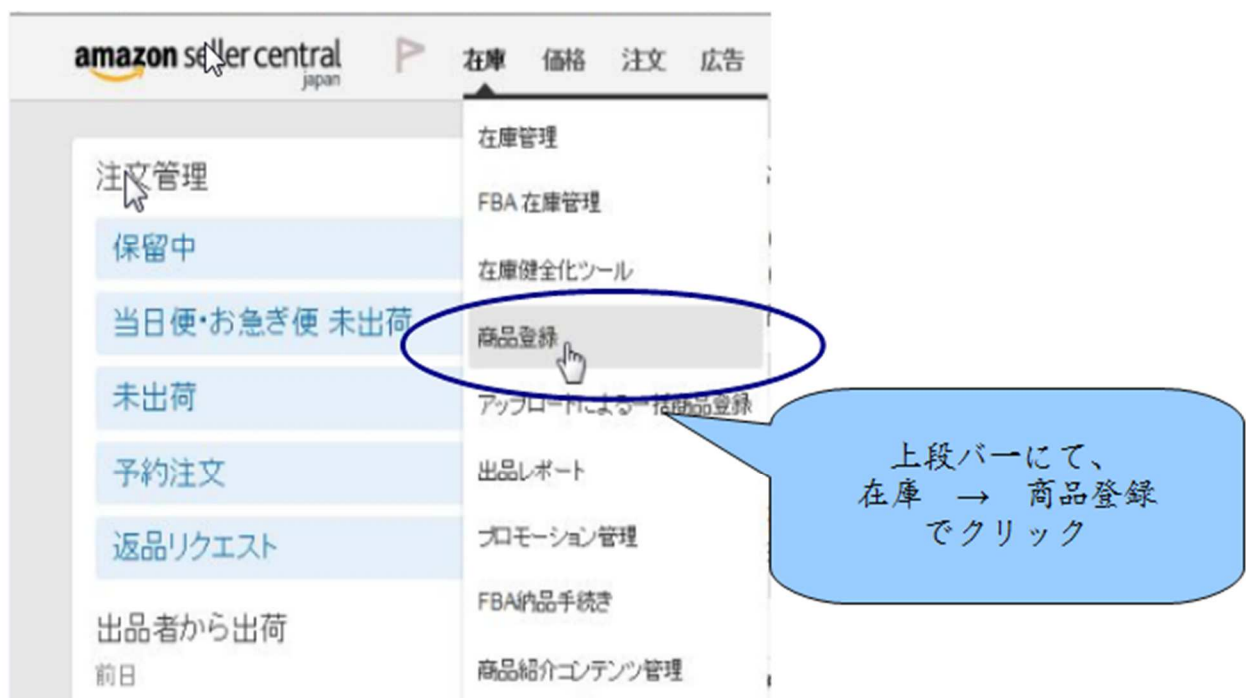 amazon seller central
japan
在庫 価格 注文 広告
注文管理
保留中
当日便・お急ぎ便 未出荷
未出荷
予約注文
返品リクエスト
出品者から出荷
前日
在庫管理
FBA 在庫管理
在庫健全化ツール
商品登録
アップロードによる一括商品登録
出品レポート
プロモーション管理
FBA納品手続き
商品紹介コンテンツ管理
上段バーにて、
在庫 → 商品登録
でクリック